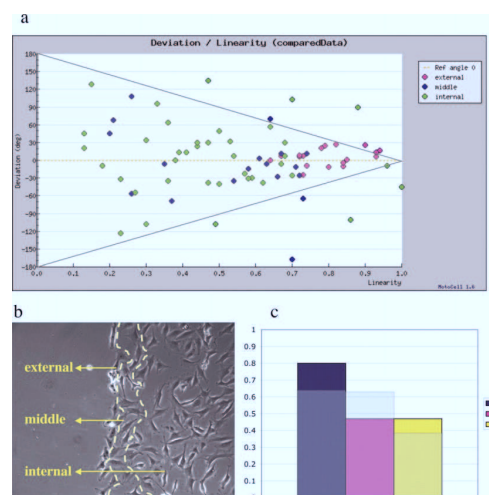 a
Deviation / Linearity (comparedData)
Ref angle 0
external
middle
internal
Deviation (deg)
180
150
120
90
60
30
0
-30
-60
-90
-120
-150
-180
0.0 0.1 0.2 0.3 0.4 0.5 0.6 0.7 0.8 0.9 1.0
Linearity
MotoCell 1.0
b
external
middle
internal
c
1
0.9
0.8
0.7
0.6
0.5
0.4
0.3
0.2
0.1